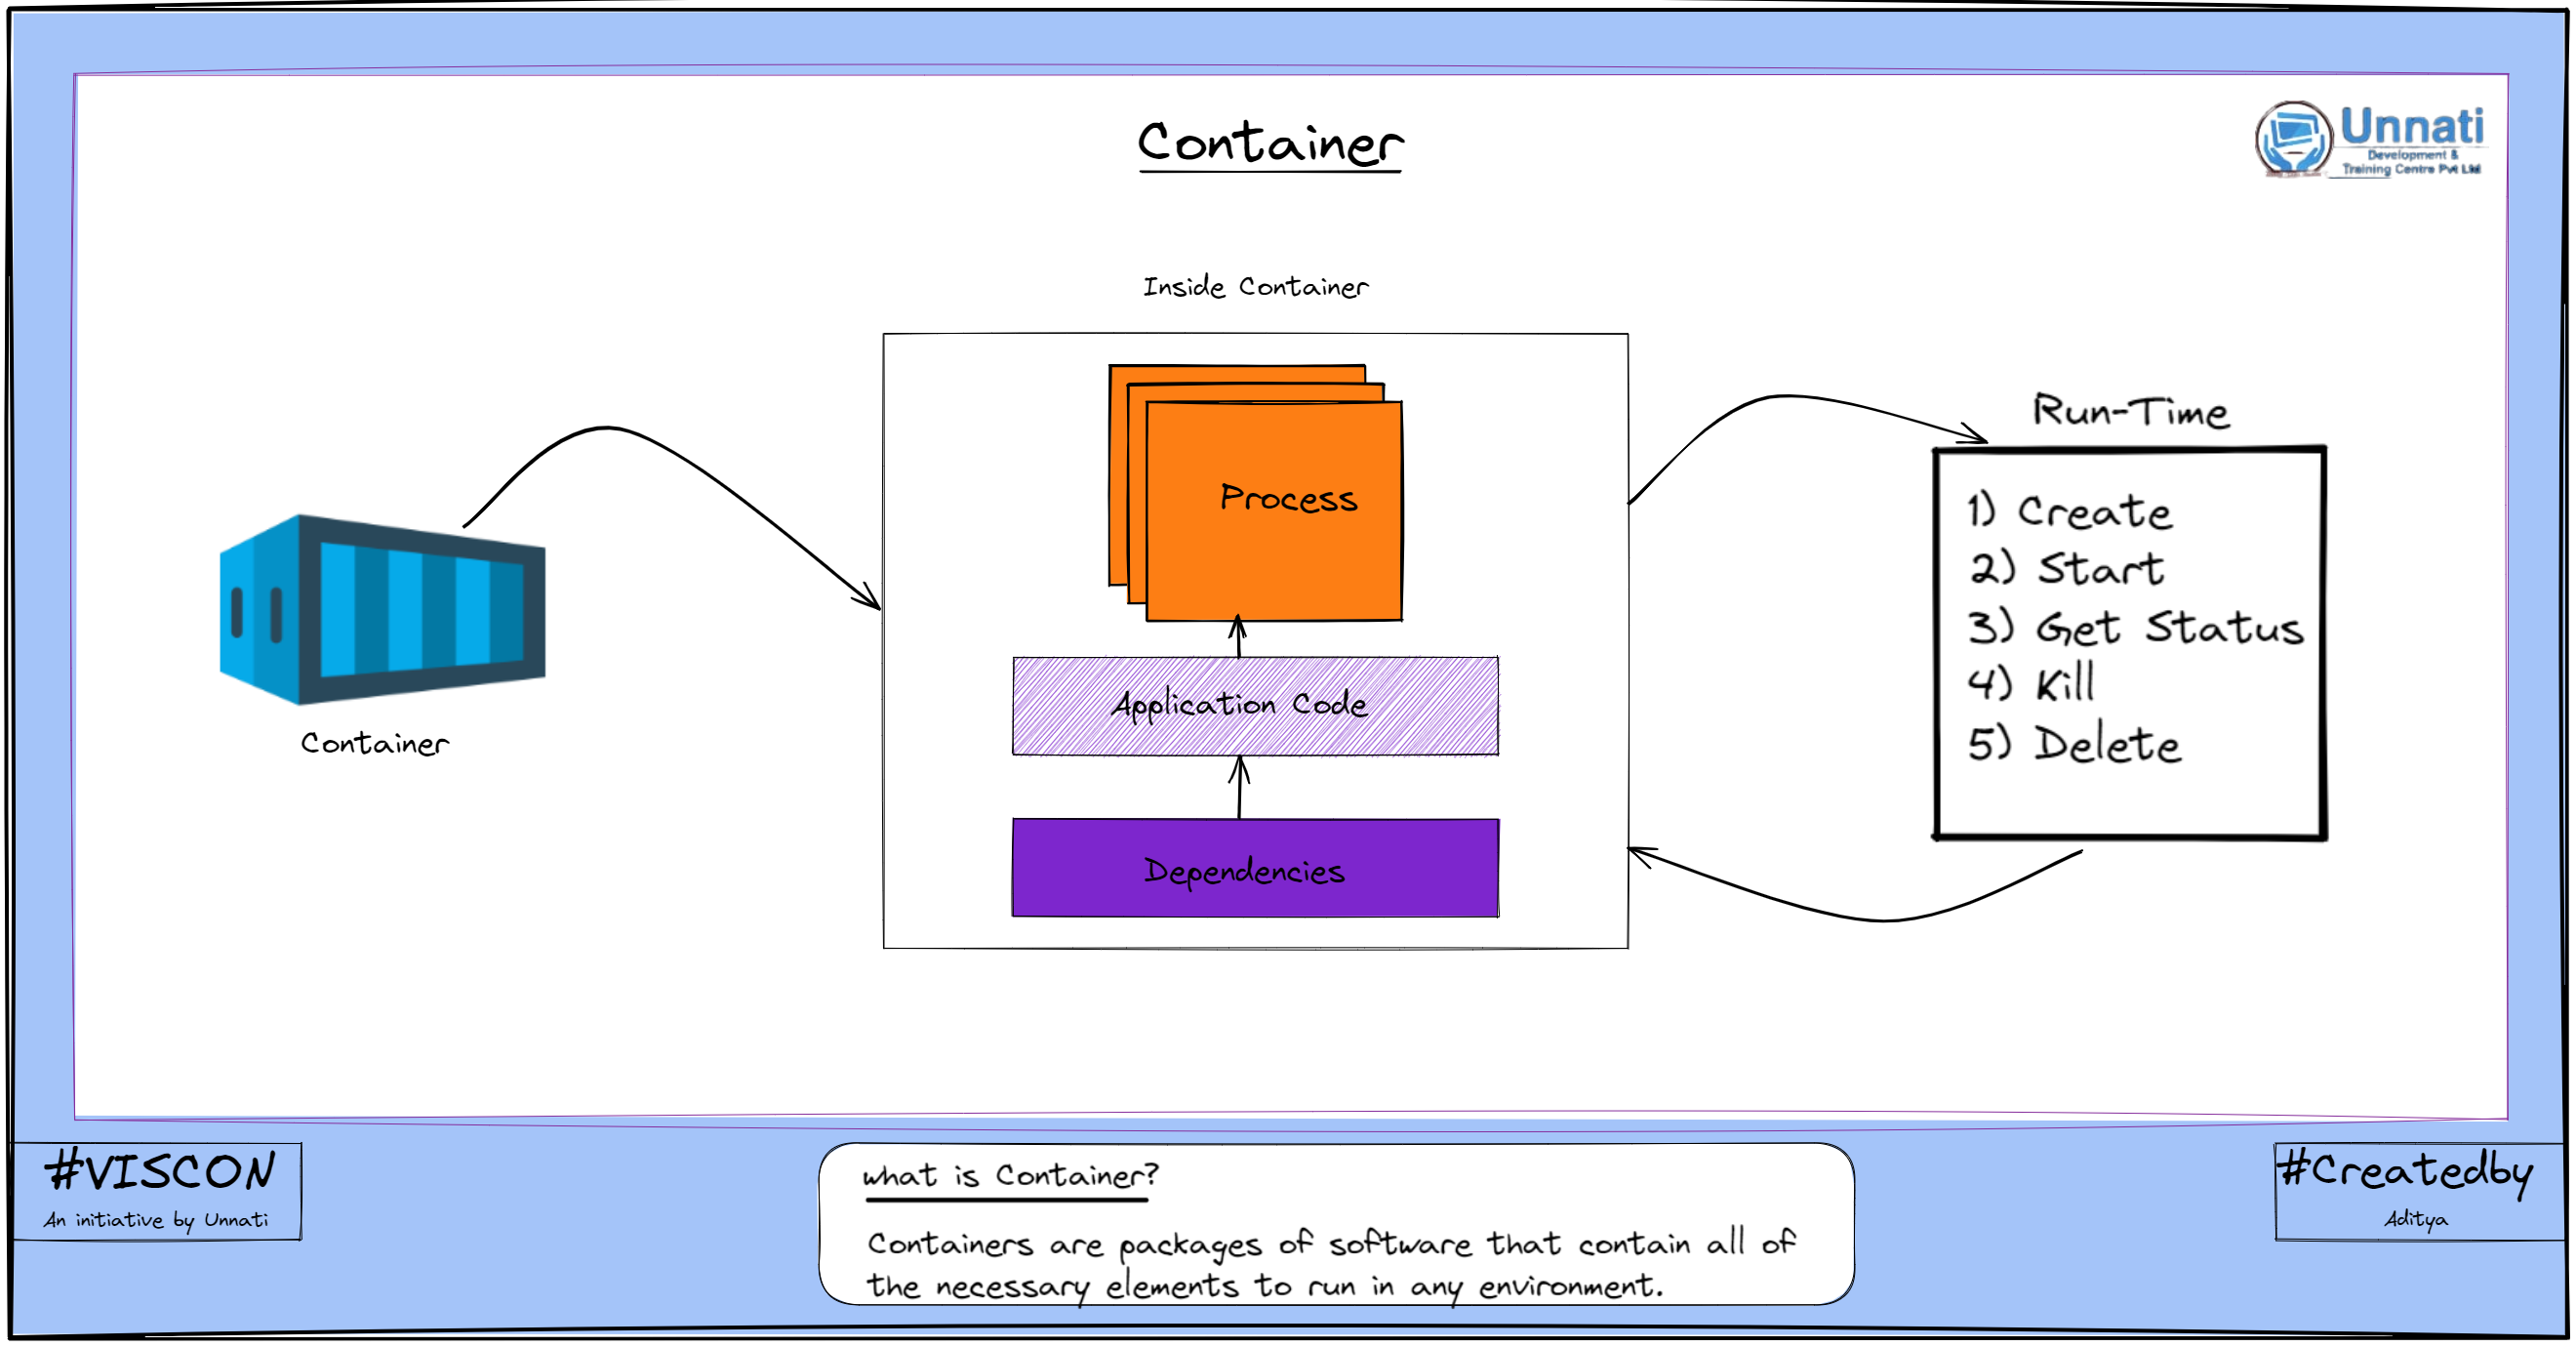 Container
Unnati
Development &
Training Centre Pvt Ltd
Inside Container
Process
Application Code
Dependencies
Container
Run-Time
1) Create
2) Start
3) Get Status
4) Kill
5) Delete
#VISCON
An initiative by Unnati
what is Container?
Containers are packages of software that contain all of
the necessary elements to run in any environment.
#Createdby
Aditya